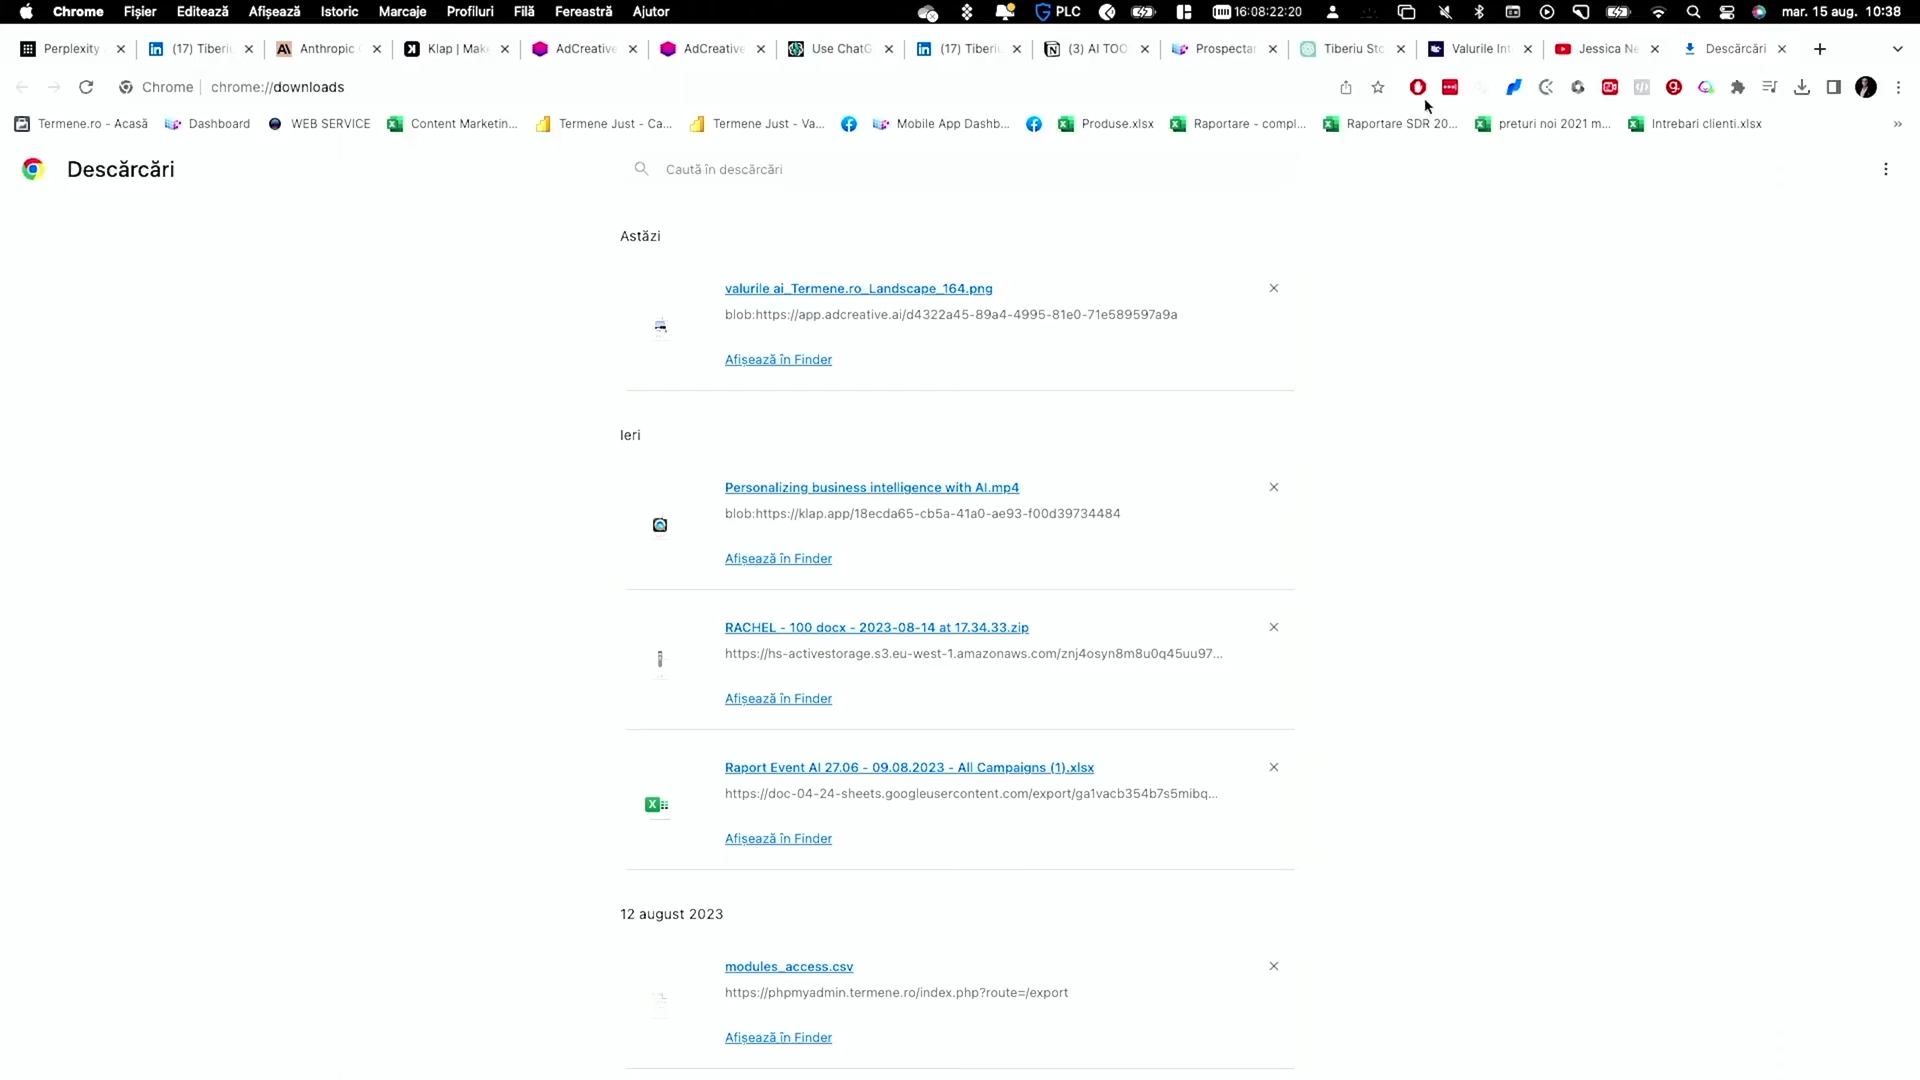 Chrome Fișier Editează Afișează Istoric Marcaje Profiluri Filă Fereastră Ajutor PLC 16:08:22:20 mar. 15 aug. 10:38
Perplexity (17) Tiberiu Anthropic Klap | Make AdCreative AdCreative Use ChatG (17) Tiberiu (3) AI TOO Prospectar Tiberiu Sto Valurile Int Jessica Ne Descărcări
Chrome chrome://downloads
Termene.ro - Acasă Dashboard WEB SERVICE Content Marketin... Termene Just - Ca... Termene Just - Va... Mobile App Dashb... Produse.xlsx Raportare - compl... Raportare SDR 20... preturi noi 2021 m... Intrebari clienti.xlsx »
Descărcări Caută în descărcări
Astăzi
valurile ai_Termene.ro_Landscape_164.png
blob:https://app.adcreative.ai/d4322a45-89a4-4995-81e0-71e589597a9a
Afișează în Finder
Ieri
Personalizing business intelligence with AI.mp4
blob:https://klap.app/18ecda65-cb5a-41a0-ae93-f00d39734484
Afișează în Finder
RACHEL - 100 docx - 2023-08-14 at 17.34.33.zip
https://hs-activestorage.s3.eu-west-1.amazonaws.com/znj4osyn8m8u0q45uu97...
Afișează în Finder
Raport Event AI 27.06 - 09.08.2023 - All Campaigns (1).xlsx
https://doc-04-24-sheets.googleusercontent.com/export/ga1vacb354b7s5mibq...
Afișează în Finder
12 august 2023
modules_access.csv
https://phpmyadmin.termene.ro/index.php?route=/export
Afișează în Finder